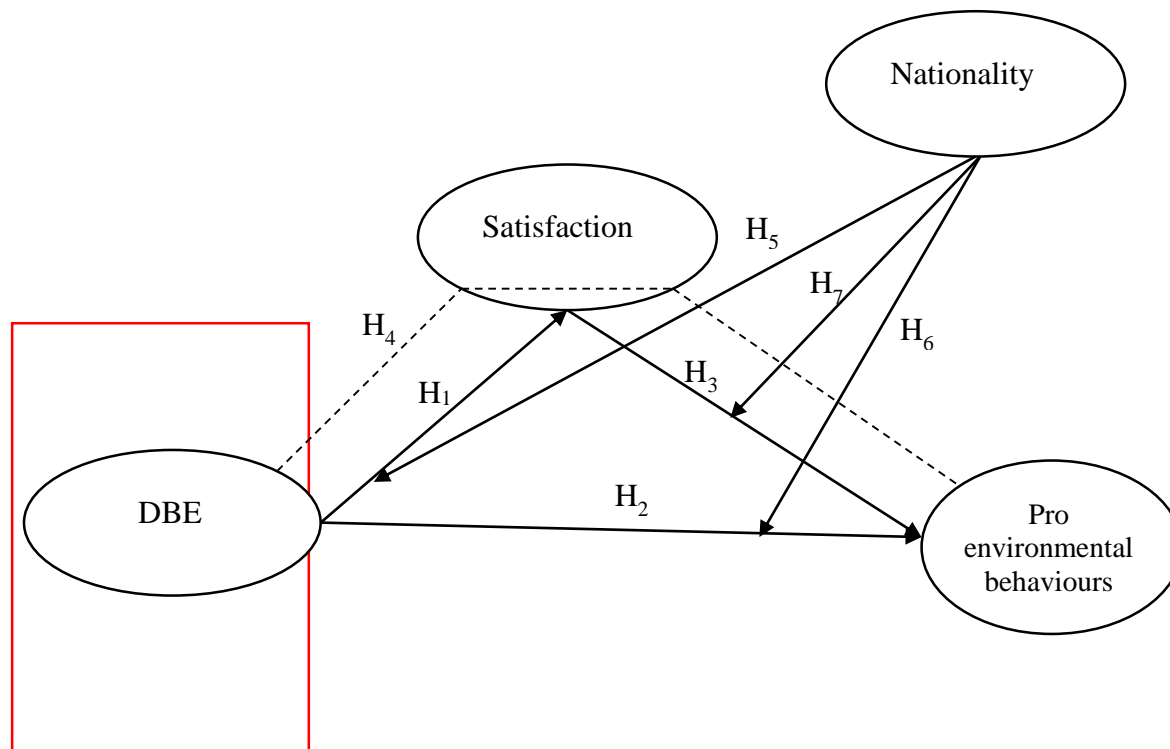 Nationality
Satisfaction
H₅
H₇
H₄
H₆
H₃
H₁
DBE
H₂
Pro
environmental
behaviours